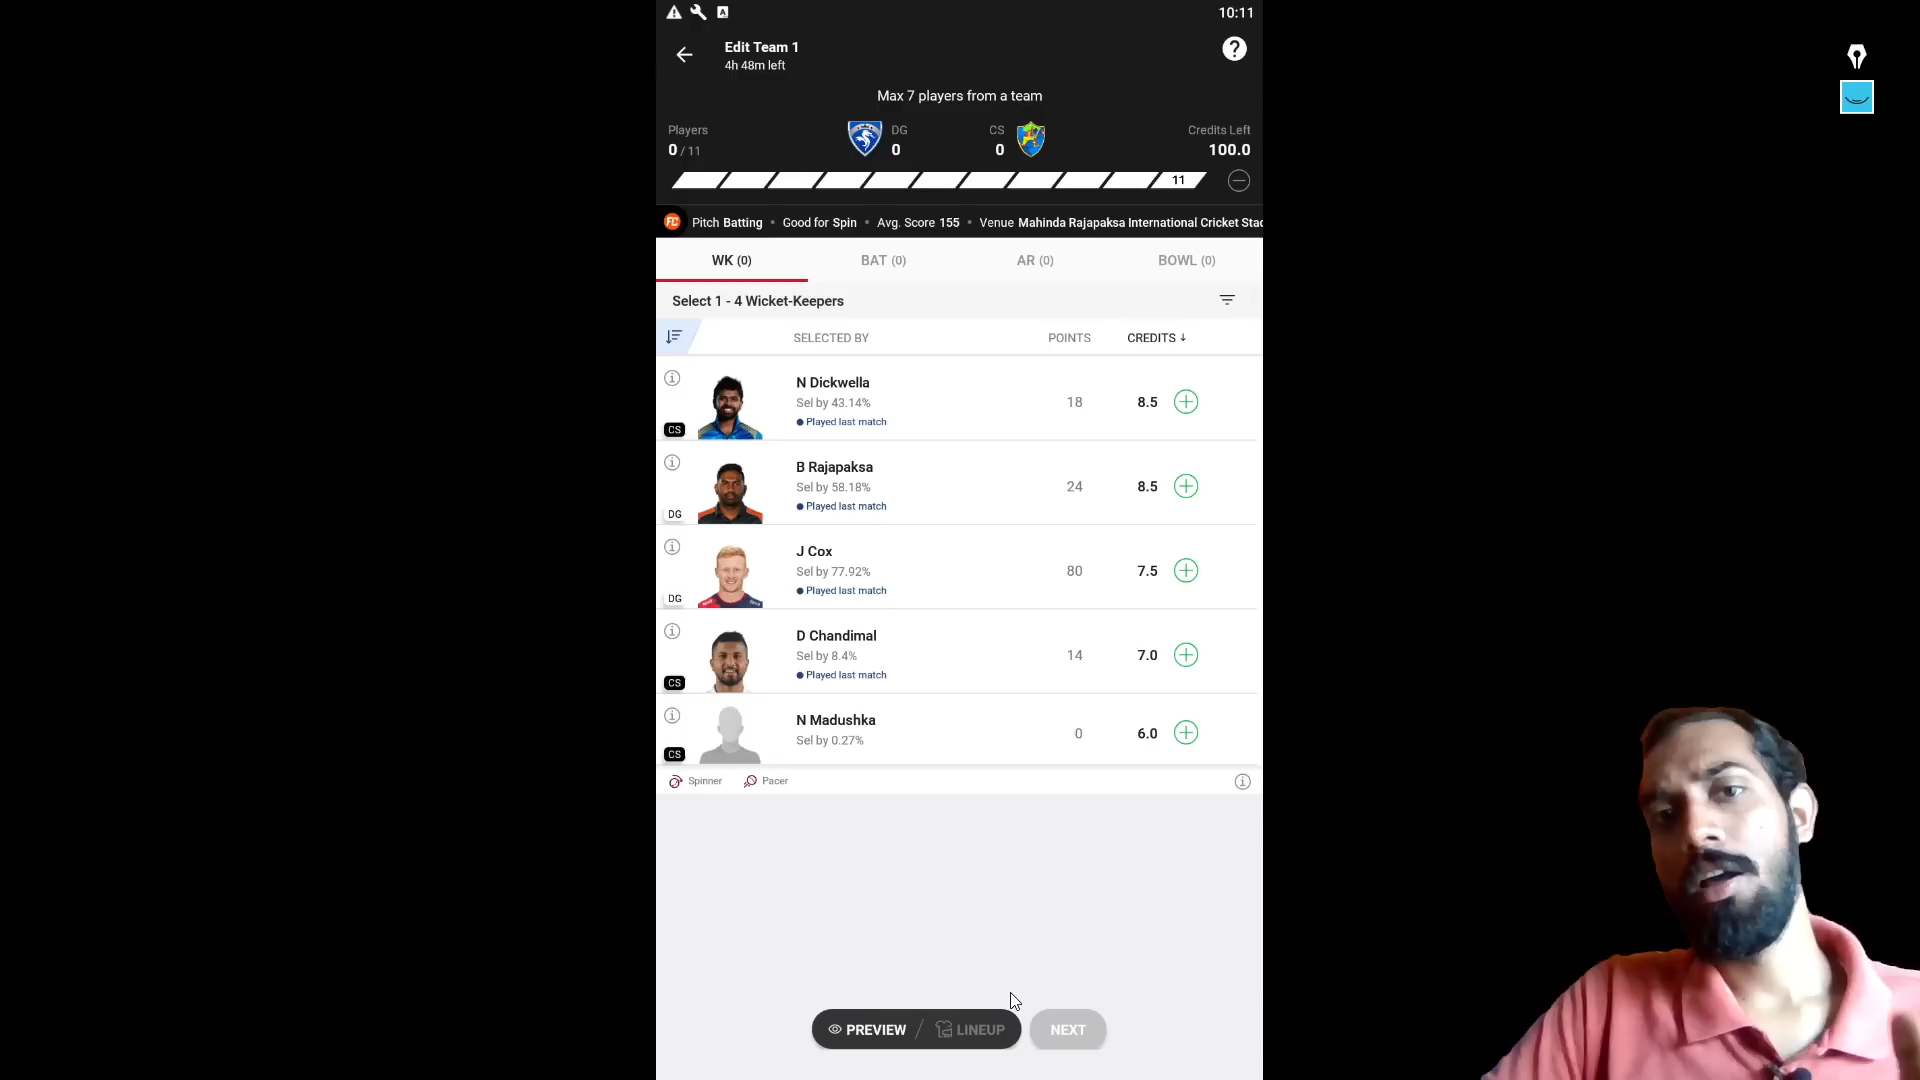 10:11
Edit Team 1
4h 48m left
Max 7 players from a team
Players DG CS Credits Left
0 / 11 0 0 100.0
11
FC Pitch Batting • Good for Spin • Avg. Score 155 • Venue Mahinda Rajapaksa International Cricket Stad
WK (0) BAT (0) AR (0) BOWL (0)
Select 1 - 4 Wicket-Keepers
SELECTED BY POINTS CREDITS ↓
N Dickwella
Sel by 43.14% 18 8.5
Played last match
CS
B Rajapaksa
Sel by 58.18% 24 8.5
Played last match
DG
J Cox
Sel by 77.92% 80 7.5
Played last match
DG
D Chandimal
Sel by 8.4% 14 7.0
Played last match
CS
N Madushka
Sel by 0.27% 0 6.0
CS
Spinner Pacer
PREVIEW / LINEUP NEXT